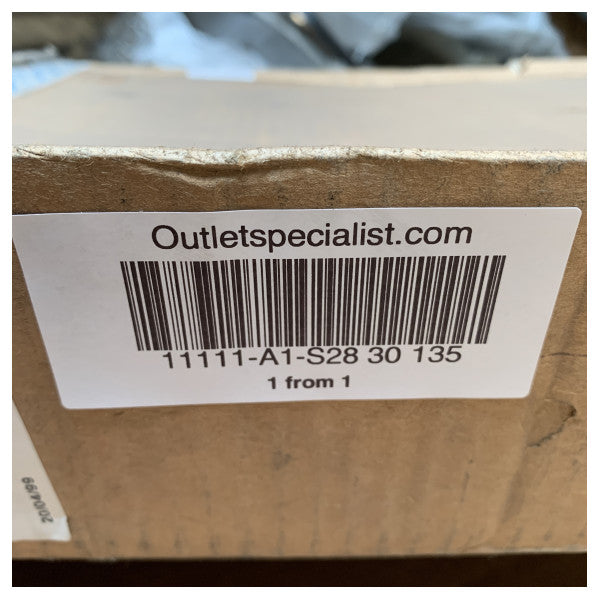 Outletspecialist.com
11111-A1-S28 30 135
1 from 1